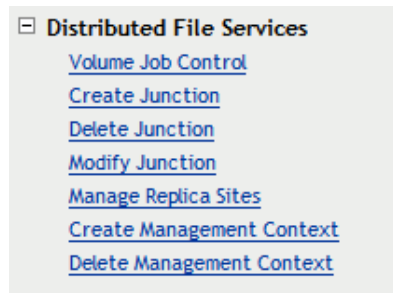 Distributed File Services
Volume Job Control
Create Junction
Delete Junction
Modify Junction
Manage Replica Sites
Create Management Context
Delete Management Context